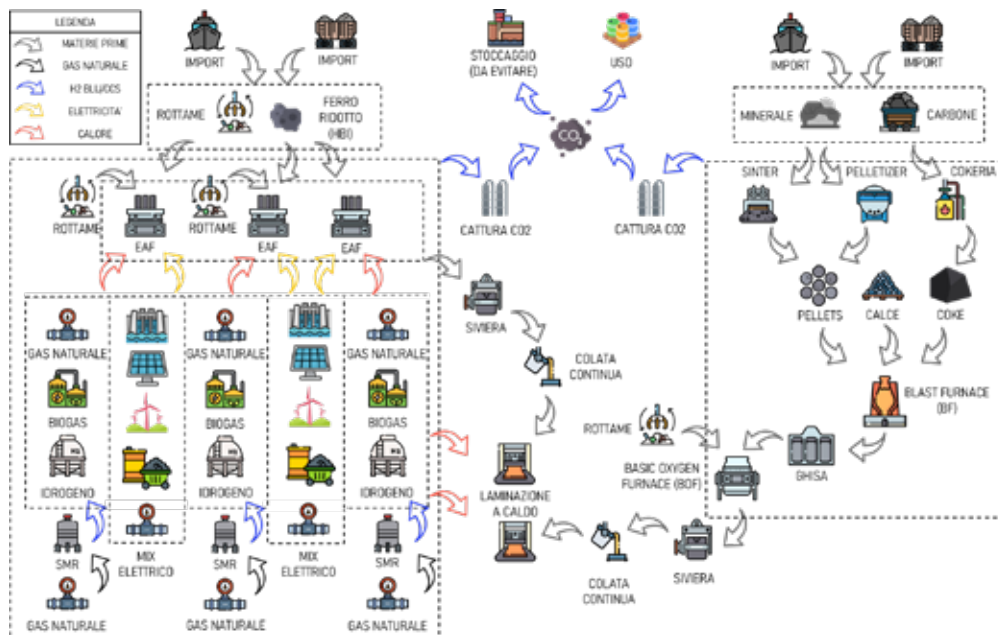 LEGENDA
MATERIE PRIME
GAS NATURALE
H2 BLU/CCS
ELETTRICITA'
CALORE
IMPORT
IMPORT
ROTTAME
FERRO
RIDOTTO
(HBI)
STOCCAGGIO
(DA EVITARE)
USO
CO2
CATTURA CO2
CATTURA CO2
IMPORT
IMPORT
MINERALE
CARBONE
SINTER
PELLETIZER
COKERIA
PELLETS
CALCE
COKE
BLAST FURNACE
(BF)
GHISA
ROTTAME
BASIC OXYGEN
FURNACE (BOF)
ROTTAME
EAF
ROTTAME
EAF
EAF
SIVIERA
COLATA
CONTINUA
LAMINAZIONE
A CALDO
COLATA
CONTINUA
SIVIERA
GAS NATURALE
GAS NATURALE
GAS NATURALE
BIOGAS
BIOGAS
BIOGAS
H2
H2
H2
IDROGENO
IDROGENO
IDROGENO
SMR
MIX
ELETTRICO
SMR
MIX
ELETTRICO
SMR
GAS NATURALE
GAS NATURALE
GAS NATURALE